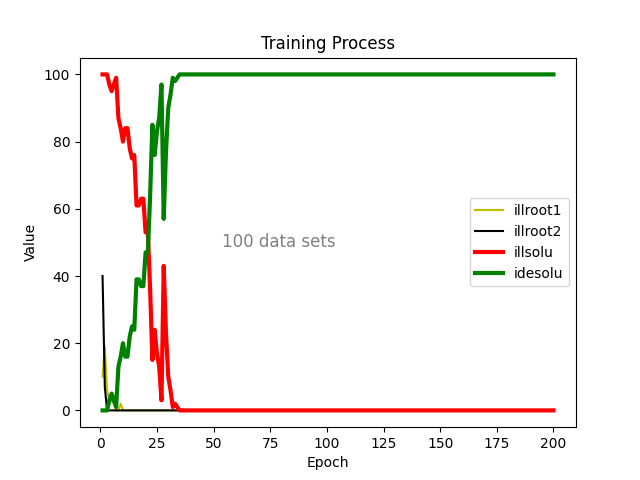 Training Process
Value
100
80
60
40
20
0
100 data sets
illroot1
illroot2
illsolu
idesolu
0
25
50
75
100
125
150
175
200
Epoch